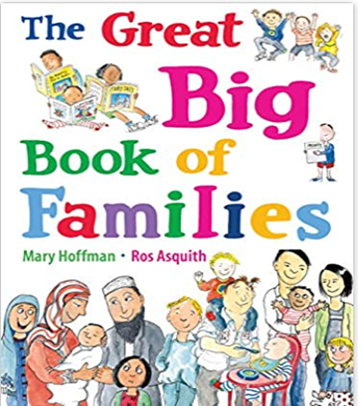 The Great
Big
Book of
Families
Mary Hoffman • Ros Asquith